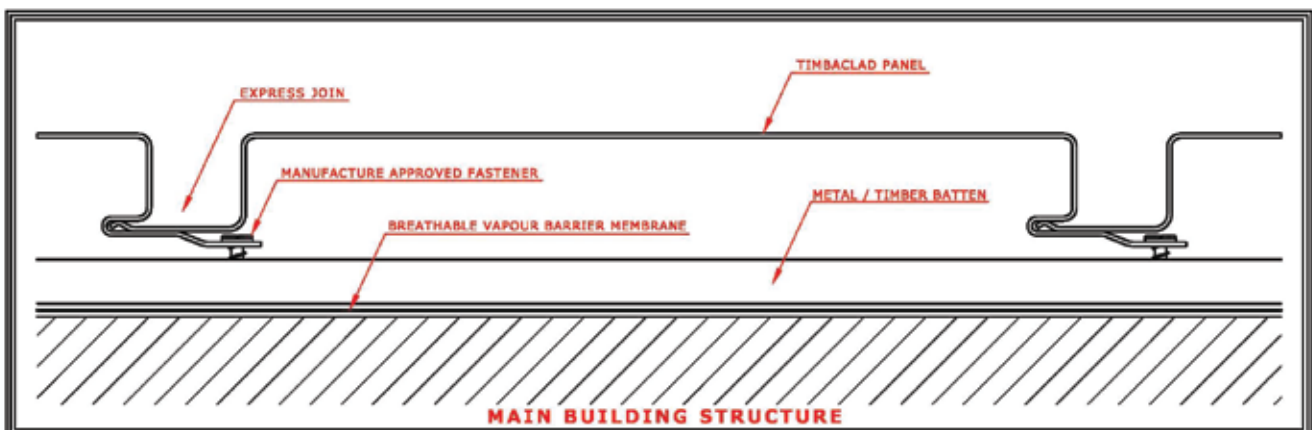 TIMBACLAD PANEL
EXPRESS JOIN
MANUFACTURE APPROVED FASTENER
METAL / TIMBER BATTEN
BREATHABLE VAPOUR BARRIER MEMBRANE
MAIN BUILDING STRUCTURE